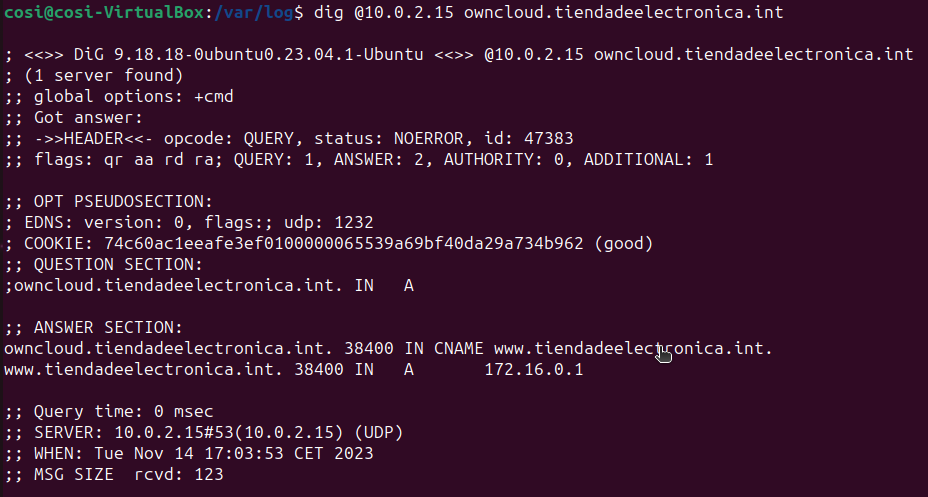 cosi@cosi-VirtualBox:/var/log$ dig @10.0.2.15 owncloud.tiendadeelectronica.int

; <<>> DiG 9.18.18-0ubuntu0.23.04.1-Ubuntu <<>> @10.0.2.15 owncloud.tiendadeelectronica.int
; (1 server found)
;; global options: +cmd
;; Got answer:
;; ->>HEADER<<- opcode: QUERY, status: NOERROR, id: 47383
;; flags: qr aa rd ra; QUERY: 1, ANSWER: 2, AUTHORITY: 0, ADDITIONAL: 1

;; OPT PSEUDOSECTION:
; EDNS: version: 0, flags:; udp: 1232
; COOKIE: 74c60ac1eeafe3ef0100000065539a69bf40da29a734b962 (good)
;; QUESTION SECTION:
;owncloud.tiendadeelectronica.int. IN   A

;; ANSWER SECTION:
owncloud.tiendadeelectronica.int. 38400 IN CNAME www.tiendadeelectronica.int.
www.tiendadeelectronica.int. 38400 IN   A       172.16.0.1

;; Query time: 0 msec
;; SERVER: 10.0.2.15#53(10.0.2.15) (UDP)
;; WHEN: Tue Nov 14 17:03:53 CET 2023
;; MSG SIZE  rcvd: 123